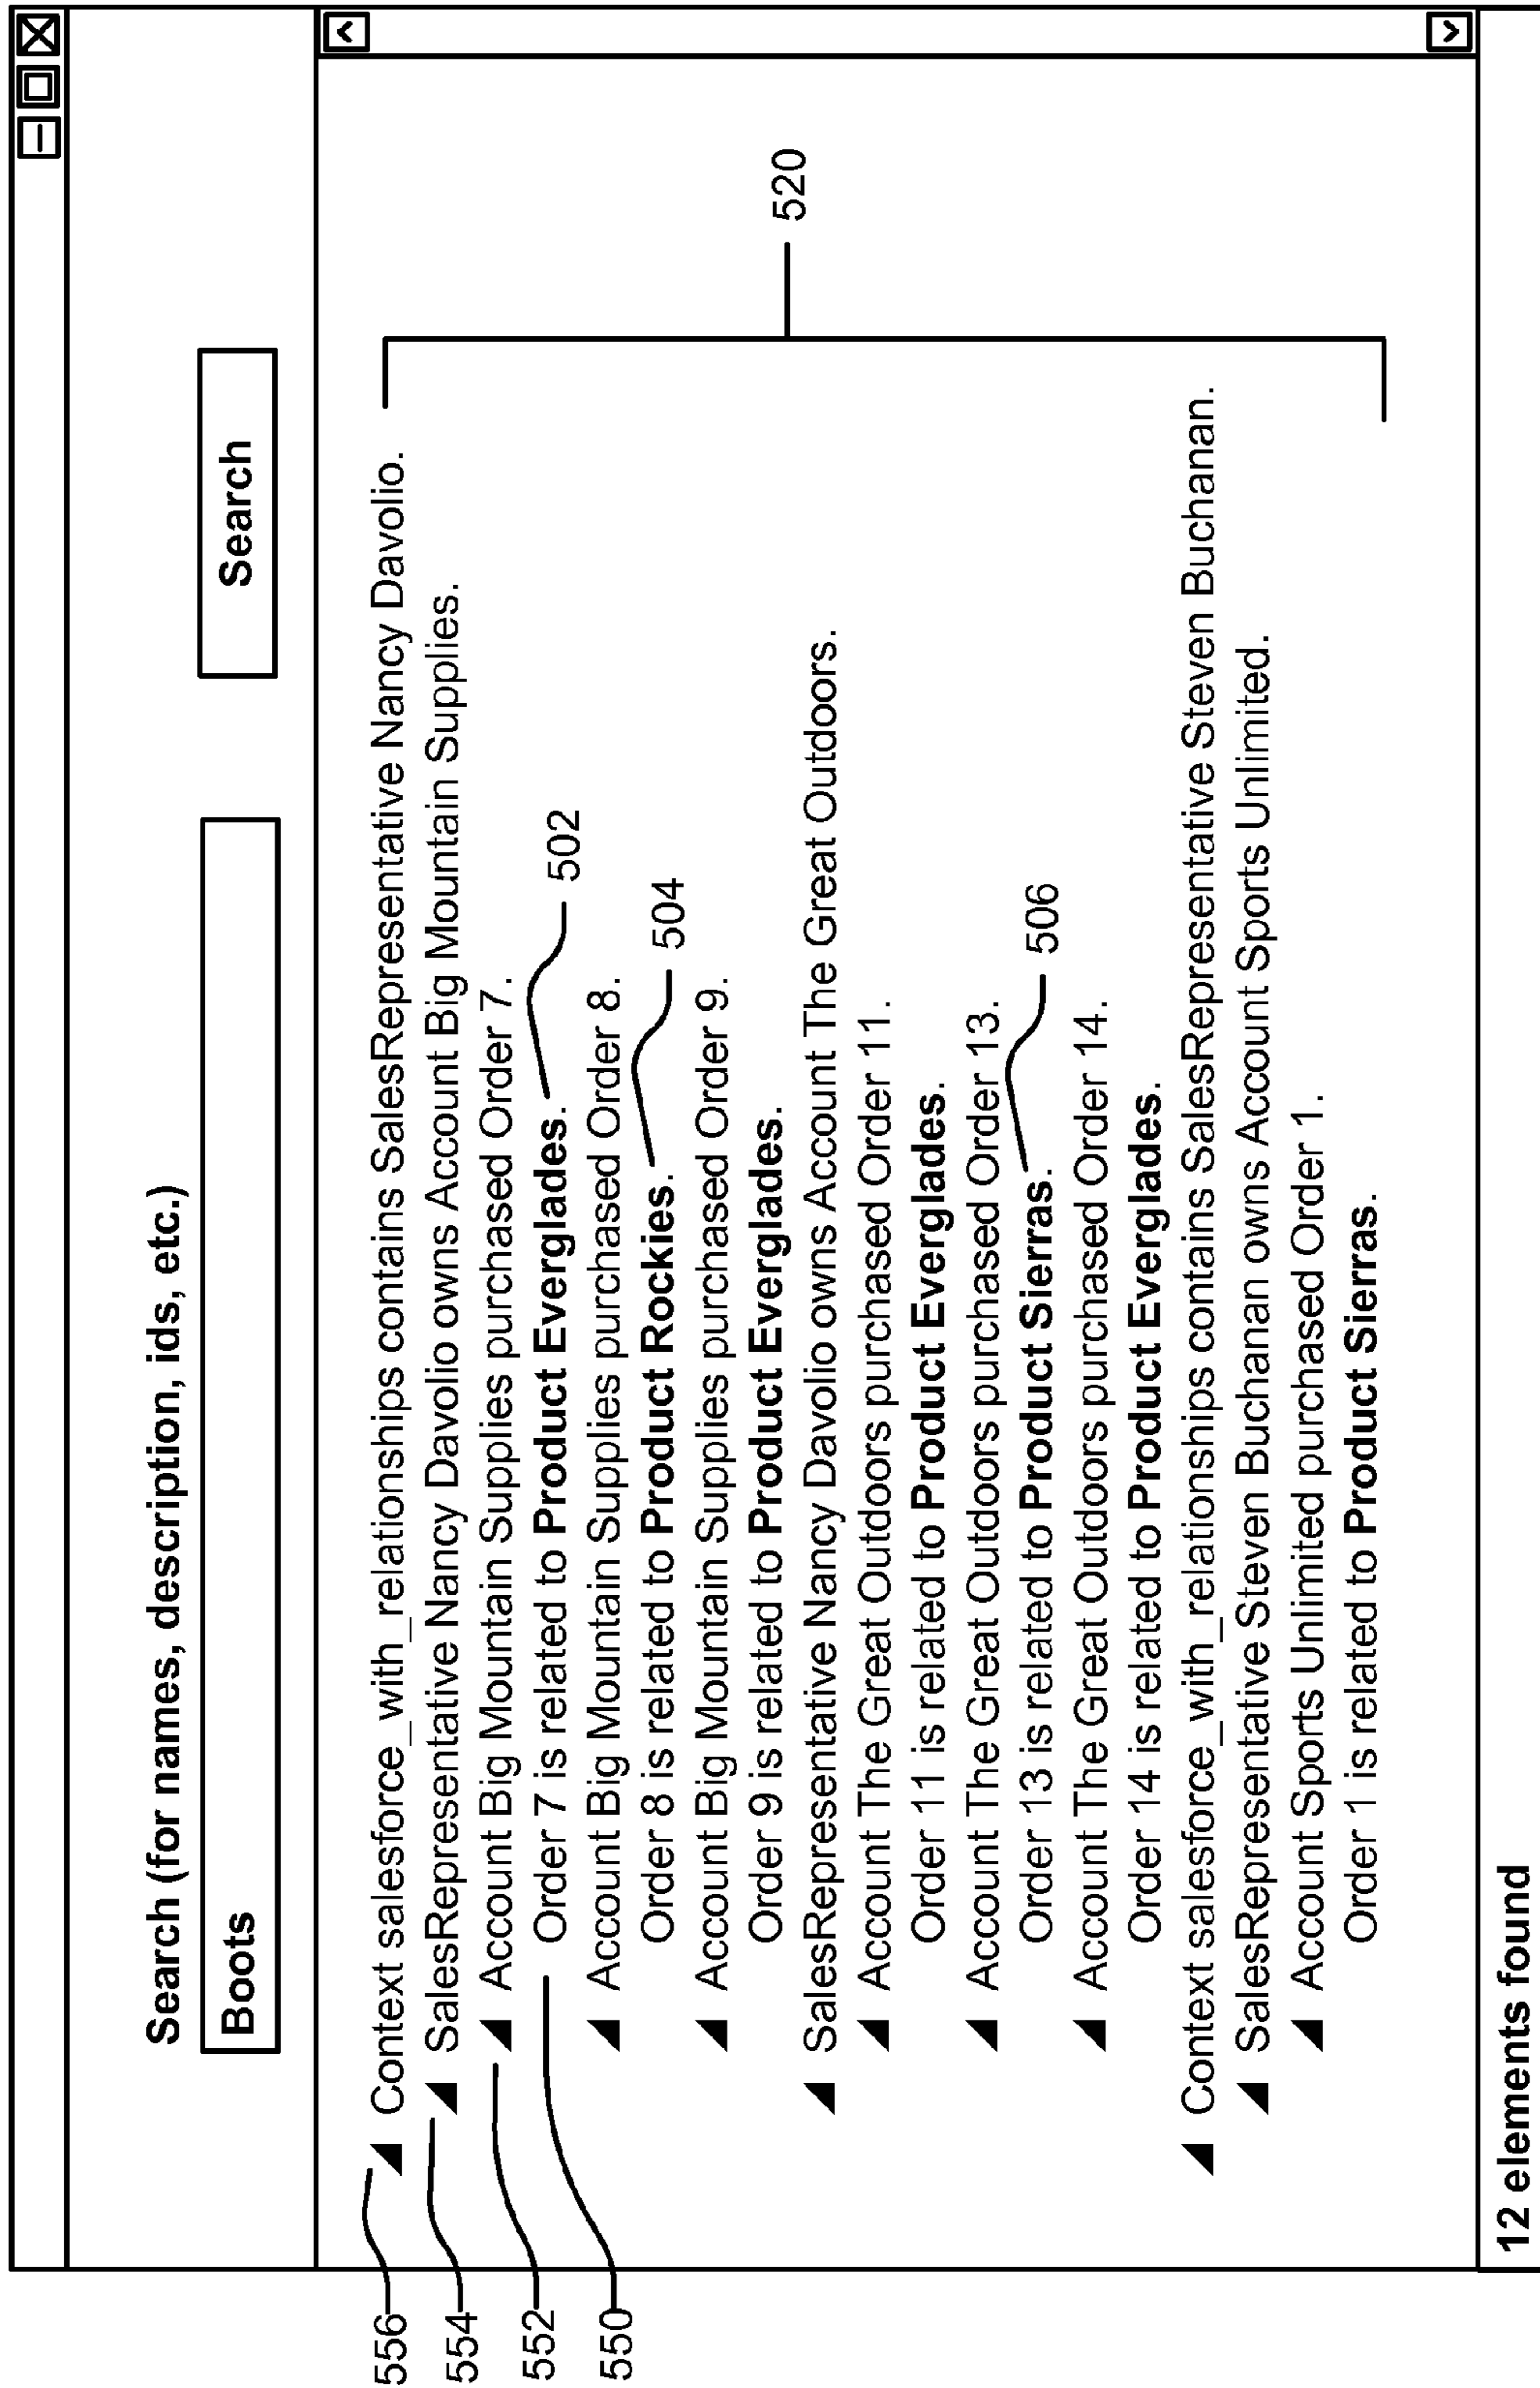 Search (for names, description, ids, etc.)
Boots
Search
Context salesforce_with_relationships contains SalesRepresentative Nancy Davolio.
SalesRepresentative Nancy Davolio owns Account Big Mountain Supplies.
Account Big Mountain Supplies purchased Order 7.
Order 7 is related to Product Everglades.
Account Big Mountain Supplies purchased Order 8.
Order 8 is related to Product Rockies.
Account Big Mountain Supplies purchased Order 9.
Order 9 is related to Product Everglades.
SalesRepresentative Nancy Davolio owns Account The Great Outdoors.
Account The Great Outdoors purchased Order 11.
Order 11 is related to Product Everglades.
Account The Great Outdoors purchased Order 13.
Order 13 is related to Product Sierras.
Account The Great Outdoors purchased Order 14.
Order 14 is related to Product Everglades.
Context salesforce_with_relationships contains SalesRepresentative Steven Buchanan.
SalesRepresentative Steven Buchanan owns Account Sports Unlimited.
Account Sports Unlimited purchased Order 1.
Order 1 is related to Product Sierras.
12 elements found
556
554
552
550
502
504
506
520